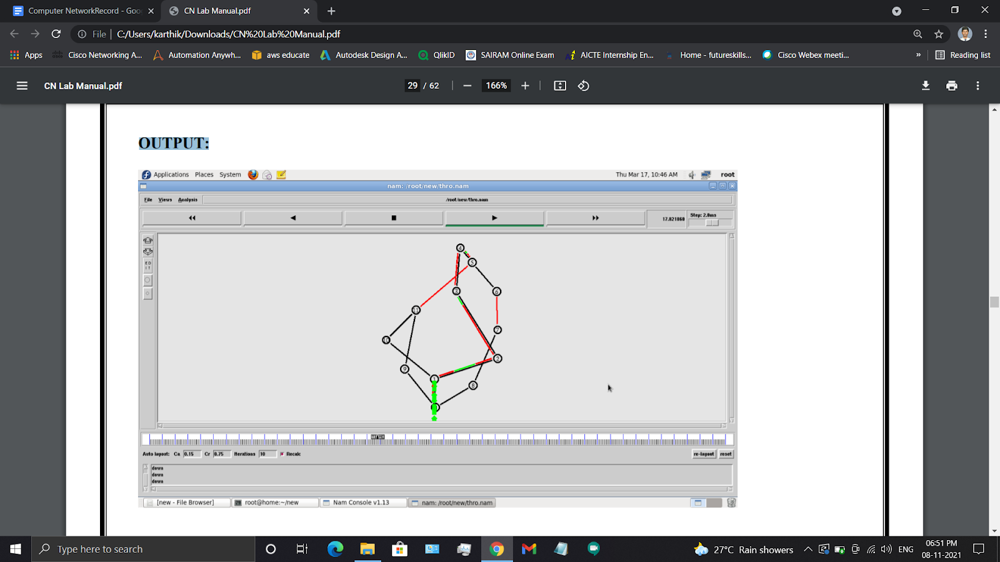 Computer NetworkRecord - Goo
CN Lab Manual.pdf
File
C:/Users/karthik/Downloads/CN%20Lab%20Manual.pdf
Apps
Cisco Networking A...
Automation Anywh...
aws educate
Autodesk Design A...
QlikID
SAIRAM Online Exam
AICTE Internship En...
Home - futureskills...
Cisco Webex meeti...
»
Reading list
CN Lab Manual.pdf
29 / 62
166%
OUTPUT:
Applications Places System
Thu Mar 17, 10:46 AM
root
nam: /root/new/thro.nam
File Views Analysis
/root/new/thro.nam
17.821860
Step: 2.0ms
ED
IT
4
5
3
6
11
7
10
2
9
1
8
Auto layout: Ca 0.15 Cr 0.75 Iterations 10 Recalc
re-layout reset
down
down
down
[new - File Browser]
root@home:~/new
Nam Console v1.13
nam: /root/new/thro.nam
Type here to search
27°C Rain showers
ENG
06:51 PM
08-11-2021